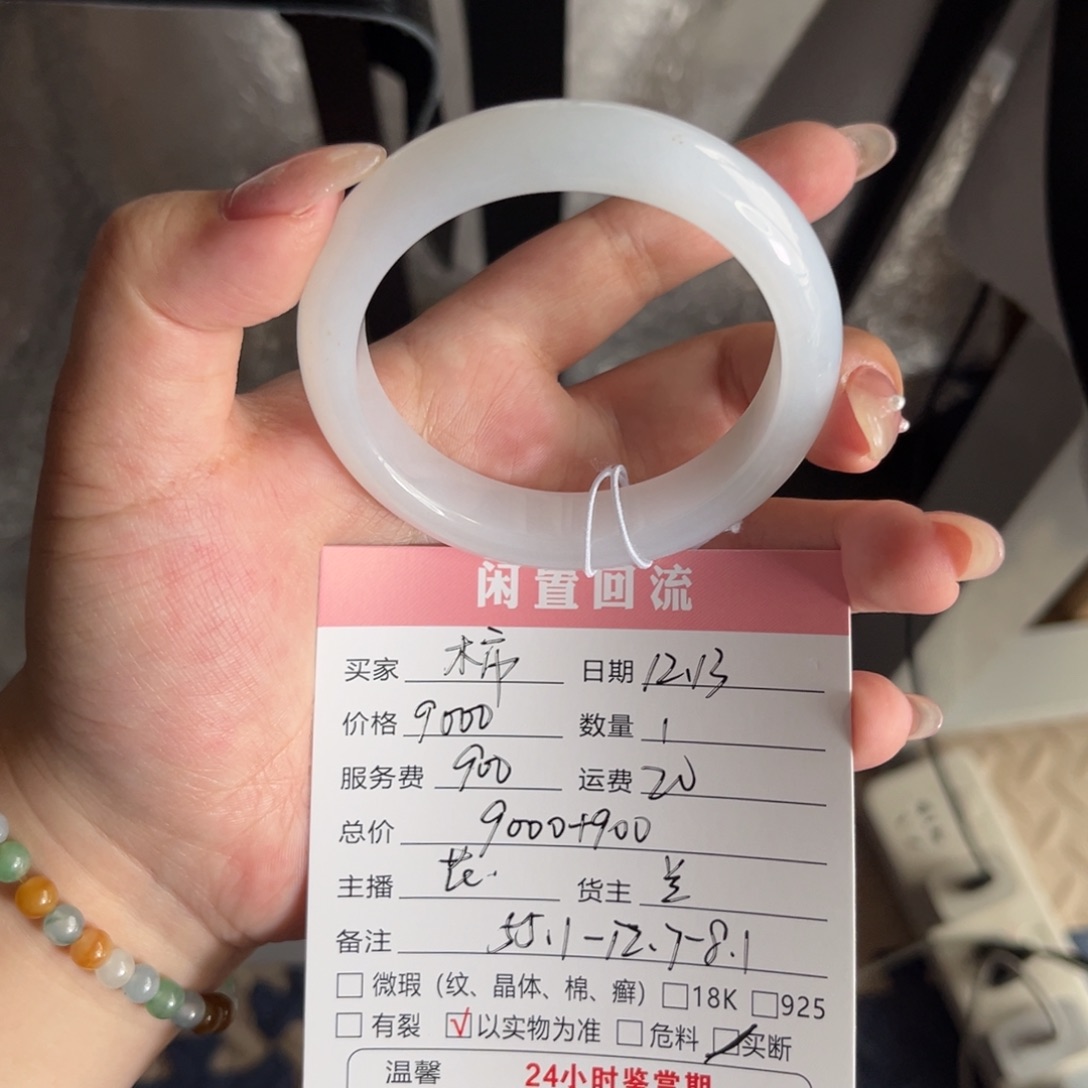 闲置回流
买家 日期 12.13
价格 9000 数量 1
服务费 900 运费 20
总价 9000+900
主播 花. 货主 兰
备注 55.1-12.7-8.1
□ 微瑕（纹、晶体、棉、癣） □18K □925
□ 有裂 ☑以实物为准 □ 危料 ☑买断
温馨 24小时鉴赏期